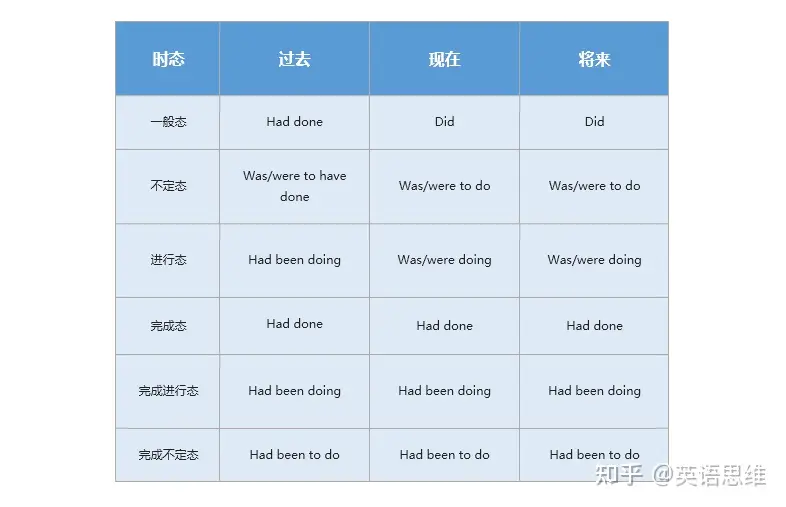 时态 过去 现在 将来
一般态 Had done Did Did
不定态 Was/were to have done Was/were to do Was/were to do
进行态 Had been doing Was/were doing Was/were doing
完成态 Had done Had done Had done
完成进行态 Had been doing Had been doing Had been doing
完成不定态 Had been to do Had been to do Had been to do
知乎 @英语思维